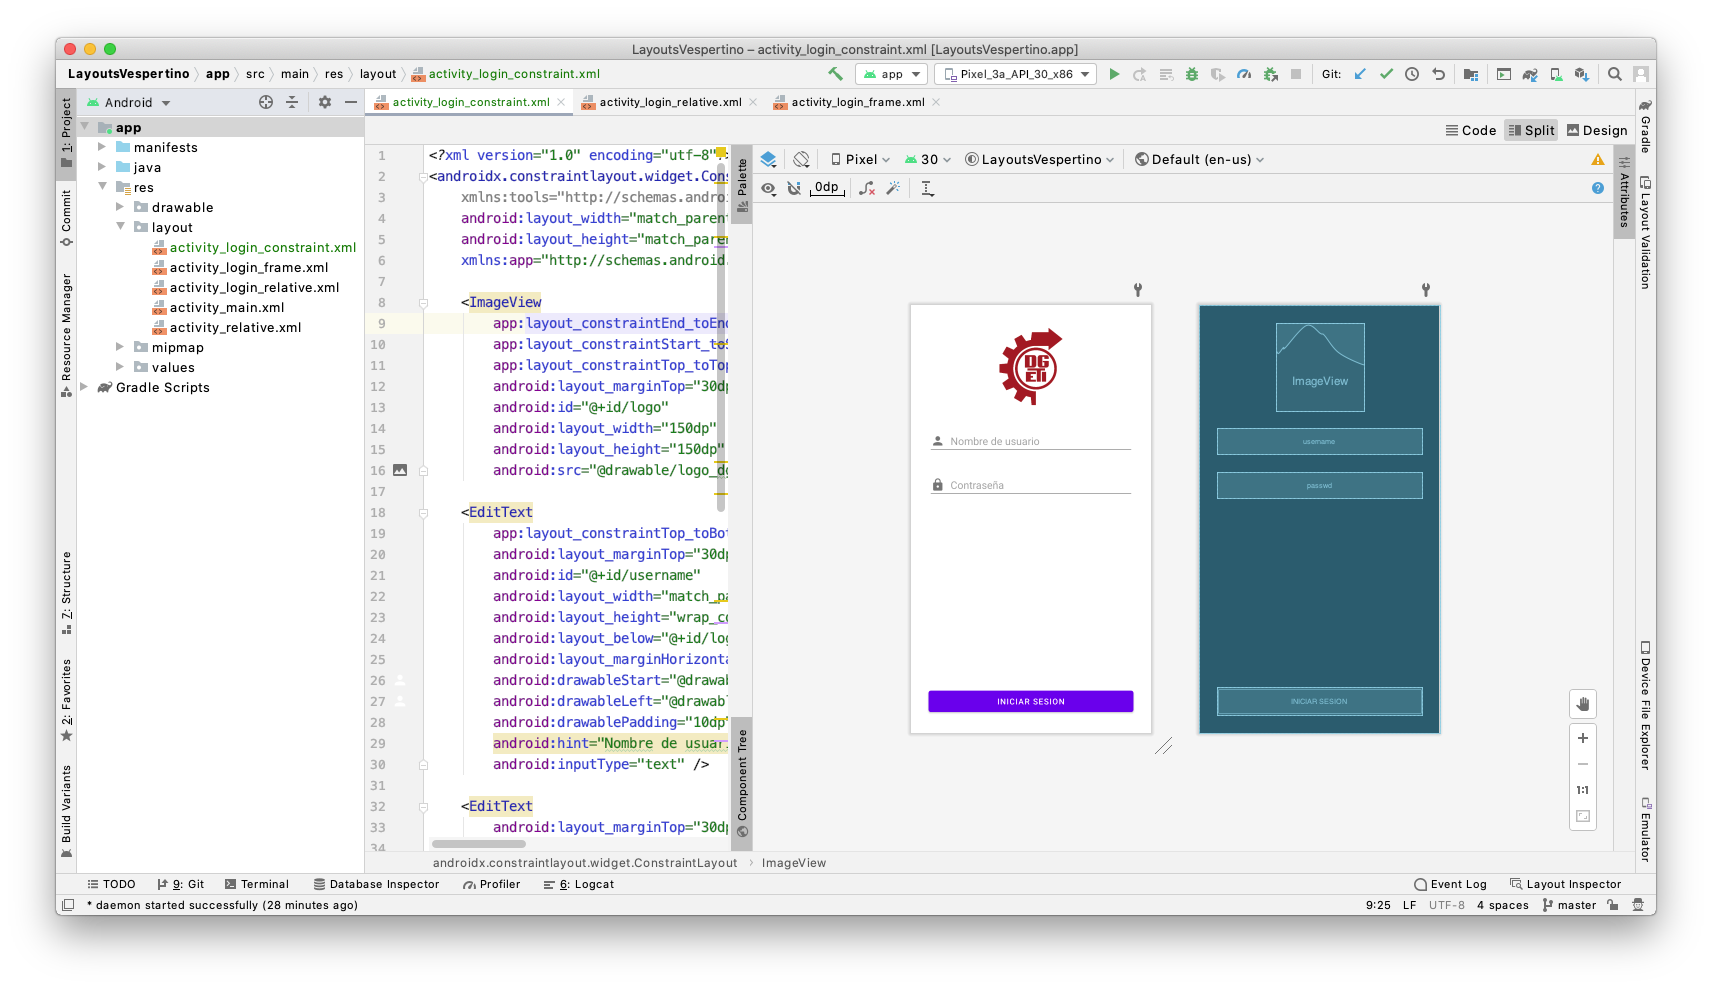 LayoutsVespertino – activity_login_constraint.xml [LayoutsVespertino.app]
LayoutsVespertino app src main res layout activity_login_constraint.xml
app Pixel_3a_API_30_x86 Git:
Android
activity_login_constraint.xml activity_login_relative.xml activity_login_frame.xml
Code Split Design
1: Project
Commit
Resource Manager
Z: Structure
2: Favorites
Build Variants
app
manifests
java
res
drawable
layout
activity_login_constraint.xml
activity_login_frame.xml
activity_login_relative.xml
activity_main.xml
activity_relative.xml
mipmap
values
Gradle Scripts
1 <?xml version="1.0" encoding="utf-8"
2 <androidx.constraintlayout.widget.Con
3 xmlns:tools="http://schemas.andro
4 android:layout_width="match_paren
5 android:layout_height="match_pare
6 xmlns:app="http://schemas.android.
7
8 <ImageView
9 app:layout_constraintEnd_toEnd
10 app:layout_constraintStart_toS
11 app:layout_constraintTop_toTop
12 android:layout_marginTop="30dp
13 android:id="@+id/logo"
14 android:layout_width="150dp"
15 android:layout_height="150dp"
16 android:src="@drawable/logo_dg
17
18 <EditText
19 app:layout_constraintTop_toBot
20 android:layout_marginTop="30dp
21 android:id="@+id/username"
22 android:layout_width="match_pa
23 android:layout_height="wrap_co
24 android:layout_below="@+id/log
25 android:layout_marginHorizonta
26 android:drawableStart="@drawab
27 android:drawableLeft="@drawabl
28 android:drawablePadding="10dp"
29 android:hint="Nombre de usuari
30 android:inputType="text" />
31
32 <EditText
33 android:layout_marginTop="30dp
34
Palette
Component Tree
Pixel 30 LayoutsVespertino Default (en-us)
0dp
DG
ETI
Nombre de usuario
Contraseña
INICIAR SESION
ImageView
username
passwd
INICIAR SESION
1:1
Attributes
Gradle
Layout Validation
Device File Explorer
Emulator
androidx.constraintlayout.widget.ConstraintLayout ImageView
TODO 9: Git Terminal Database Inspector Profiler 6: Logcat Event Log Layout Inspector
* daemon started successfully (28 minutes ago) 9:25 LF UTF-8 4 spaces master